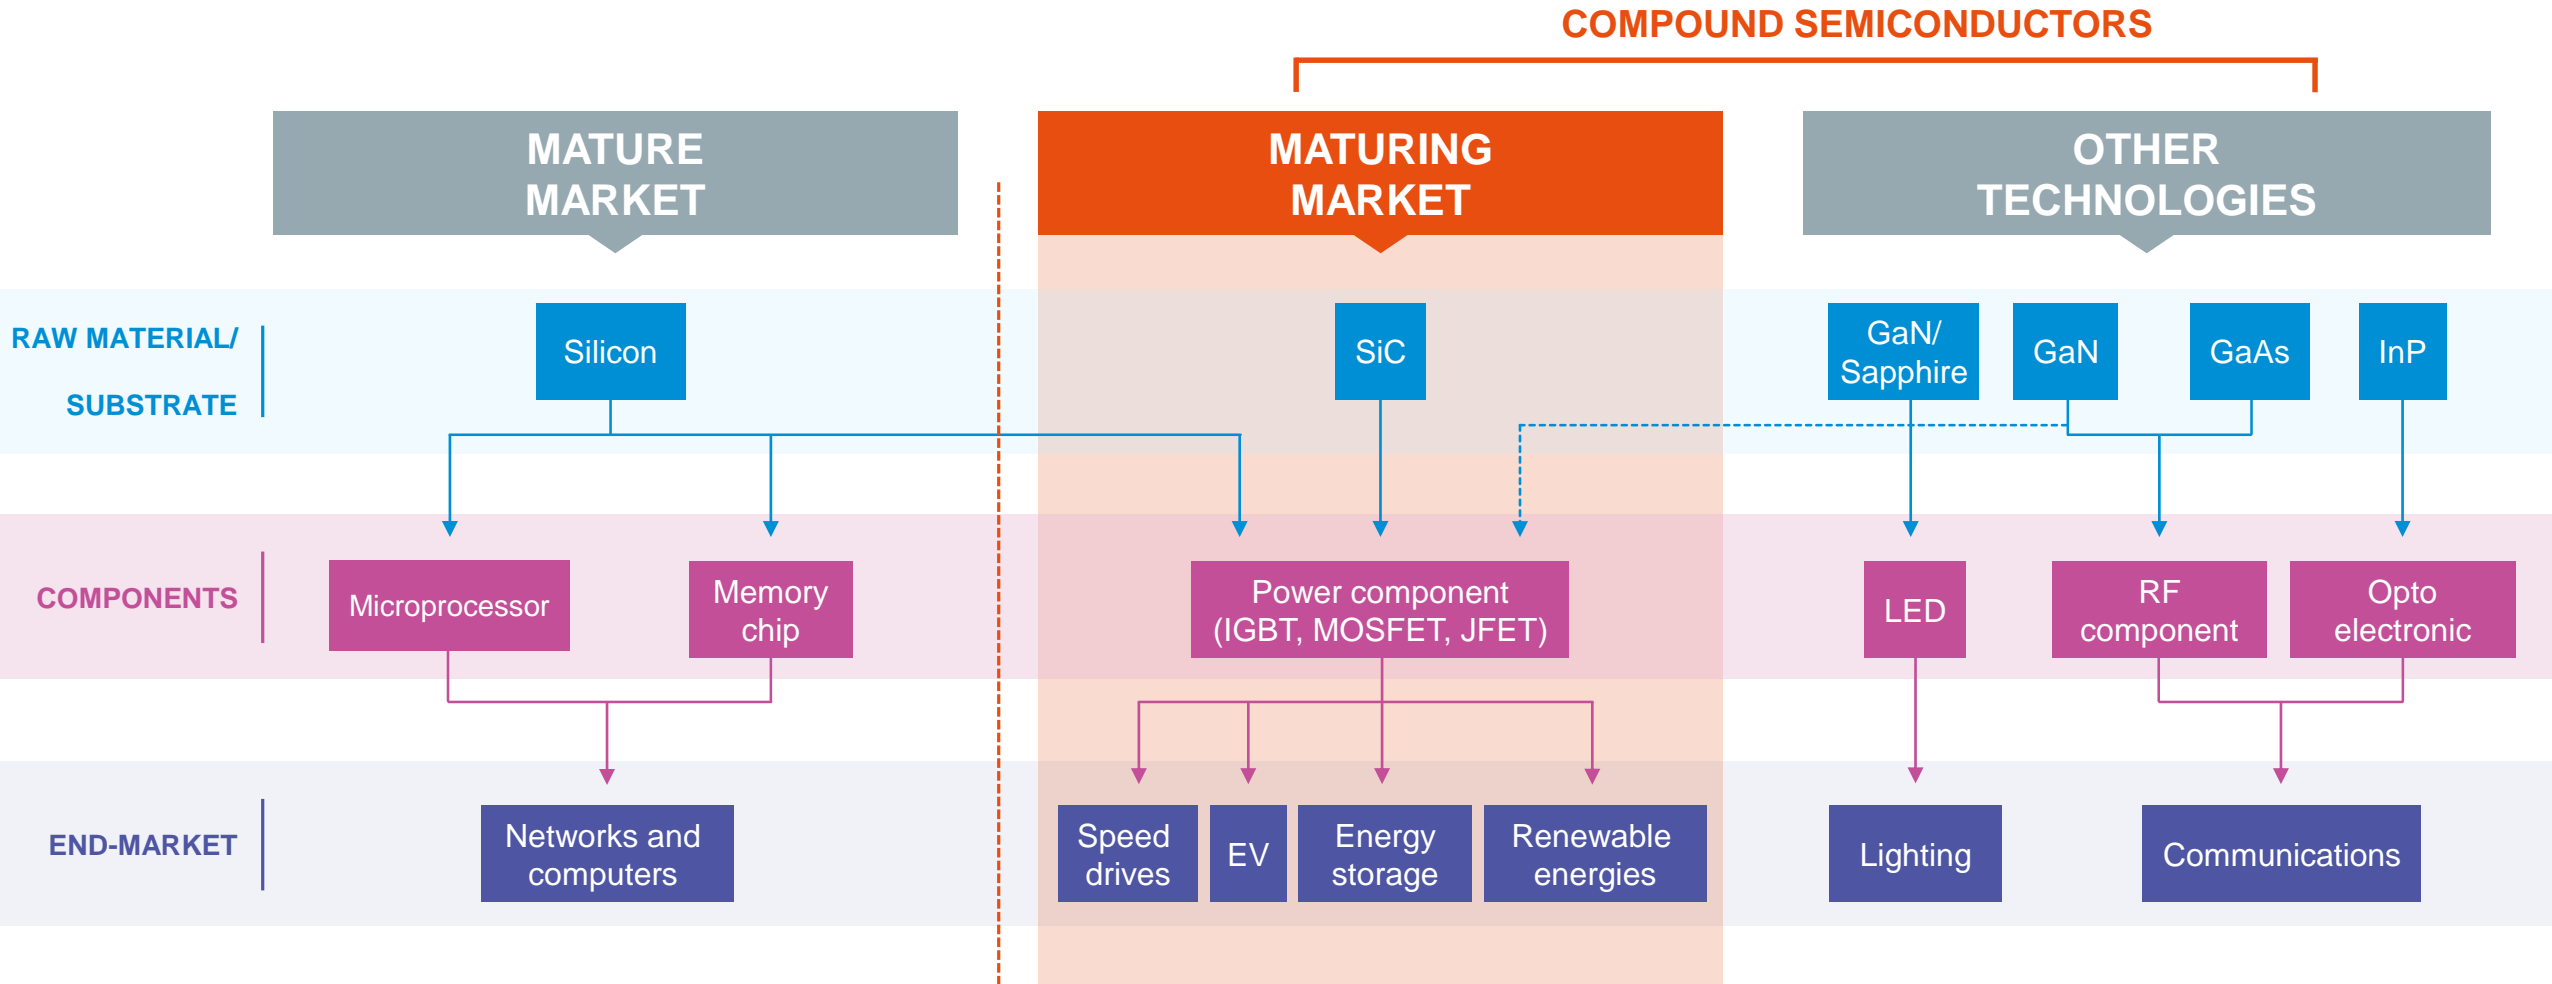 COMPOUND SEMICONDUCTORS
MATURE
MARKET
MATURING
MARKET
OTHER
TECHNOLOGIES
RAW MATERIAL/
SUBSTRATE
Silicon
SiC
GaN/
Sapphire
GaN
GaAs
InP
COMPONENTS
Microprocessor
Memory
chip
Power component
(IGBT, MOSFET, JFET)
LED
RF
component
Opto
electronic
END-MARKET
Networks and
computers
Speed
drives
EV
Energy
storage
Renewable
energies
Lighting
Communications